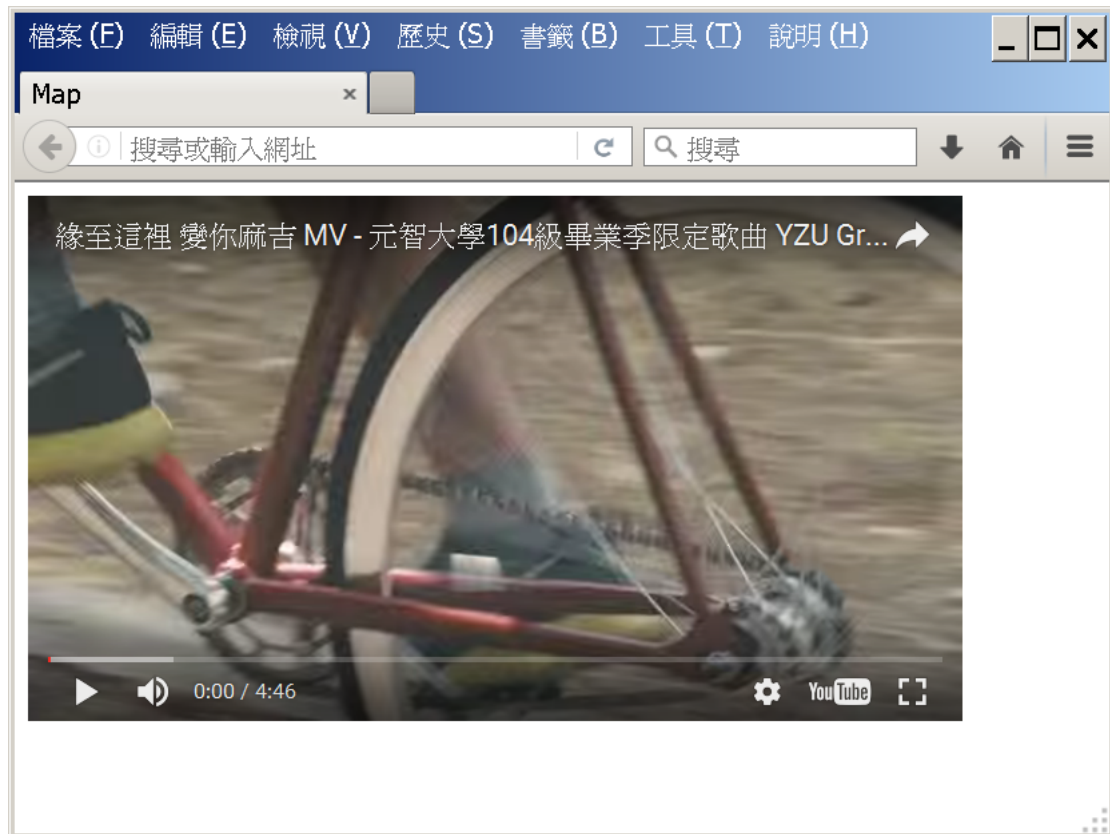 檔案 (F) 編輯 (E) 檢視 (V) 歷史 (S) 書籤 (B) 工具 (T) 說明 (H)
Map
搜尋或輸入網址 搜尋
緣至這裡 變你麻吉 MV - 元智大學104級畢業季限定歌曲 YZU Gr...
0:00 / 4:46 YouTube